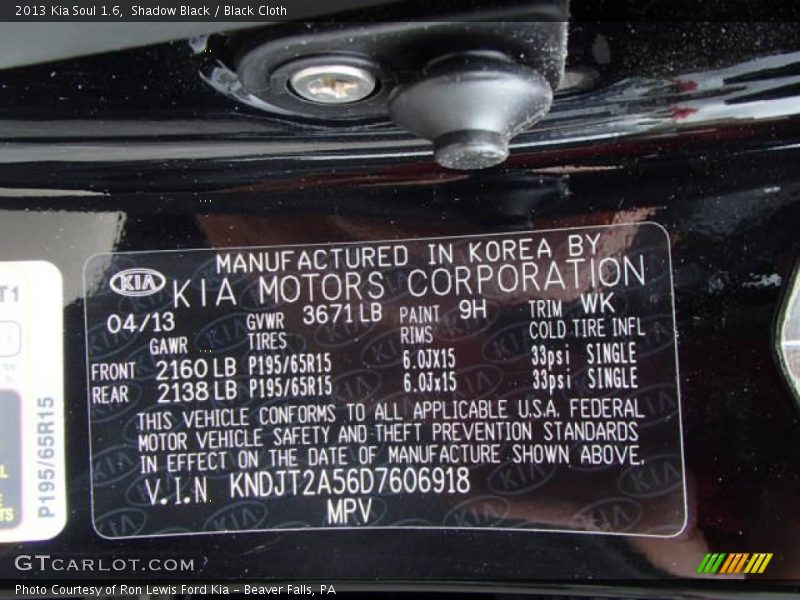 2013 Kia Soul 1.6, Shadow Black / Black Cloth
MANUFACTURED IN KOREA BY
KIA KIA MOTORS CORPORATION
04/13 GVWR 3671 LB PAINT 9H TRIM WK
GAWR TIRES RIMS COLD TIRE INFL
FRONT 2160 LB P195/65R15 6.0JX15 33psi SINGLE
REAR 2138 LB P195/65R15 6.0Jx15 33psi SINGLE
THIS VEHICLE CONFORMS TO ALL APPLICABLE U.S.A. FEDERAL
MOTOR VEHICLE SAFETY AND THEFT PREVENTION STANDARDS
IN EFFECT ON THE DATE OF MANUFACTURE SHOWN ABOVE.
V.I.N KNDJT2A56D7606918
MPV
P195/65R15
GTCARLOT.COM
Photo Courtesy of Ron Lewis Ford Kia – Beaver Falls, PA